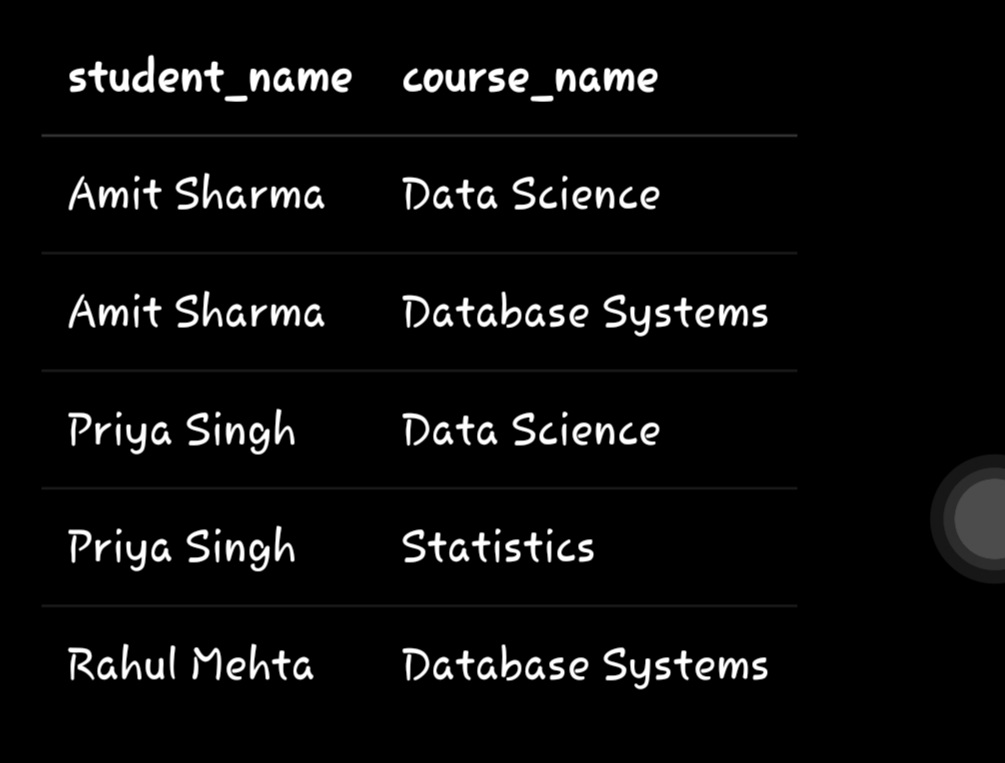 student_name course_name
Amit Sharma Data Science
Amit Sharma Database Systems
Priya Singh Data Science
Priya Singh Statistics
Rahul Mehta Database Systems